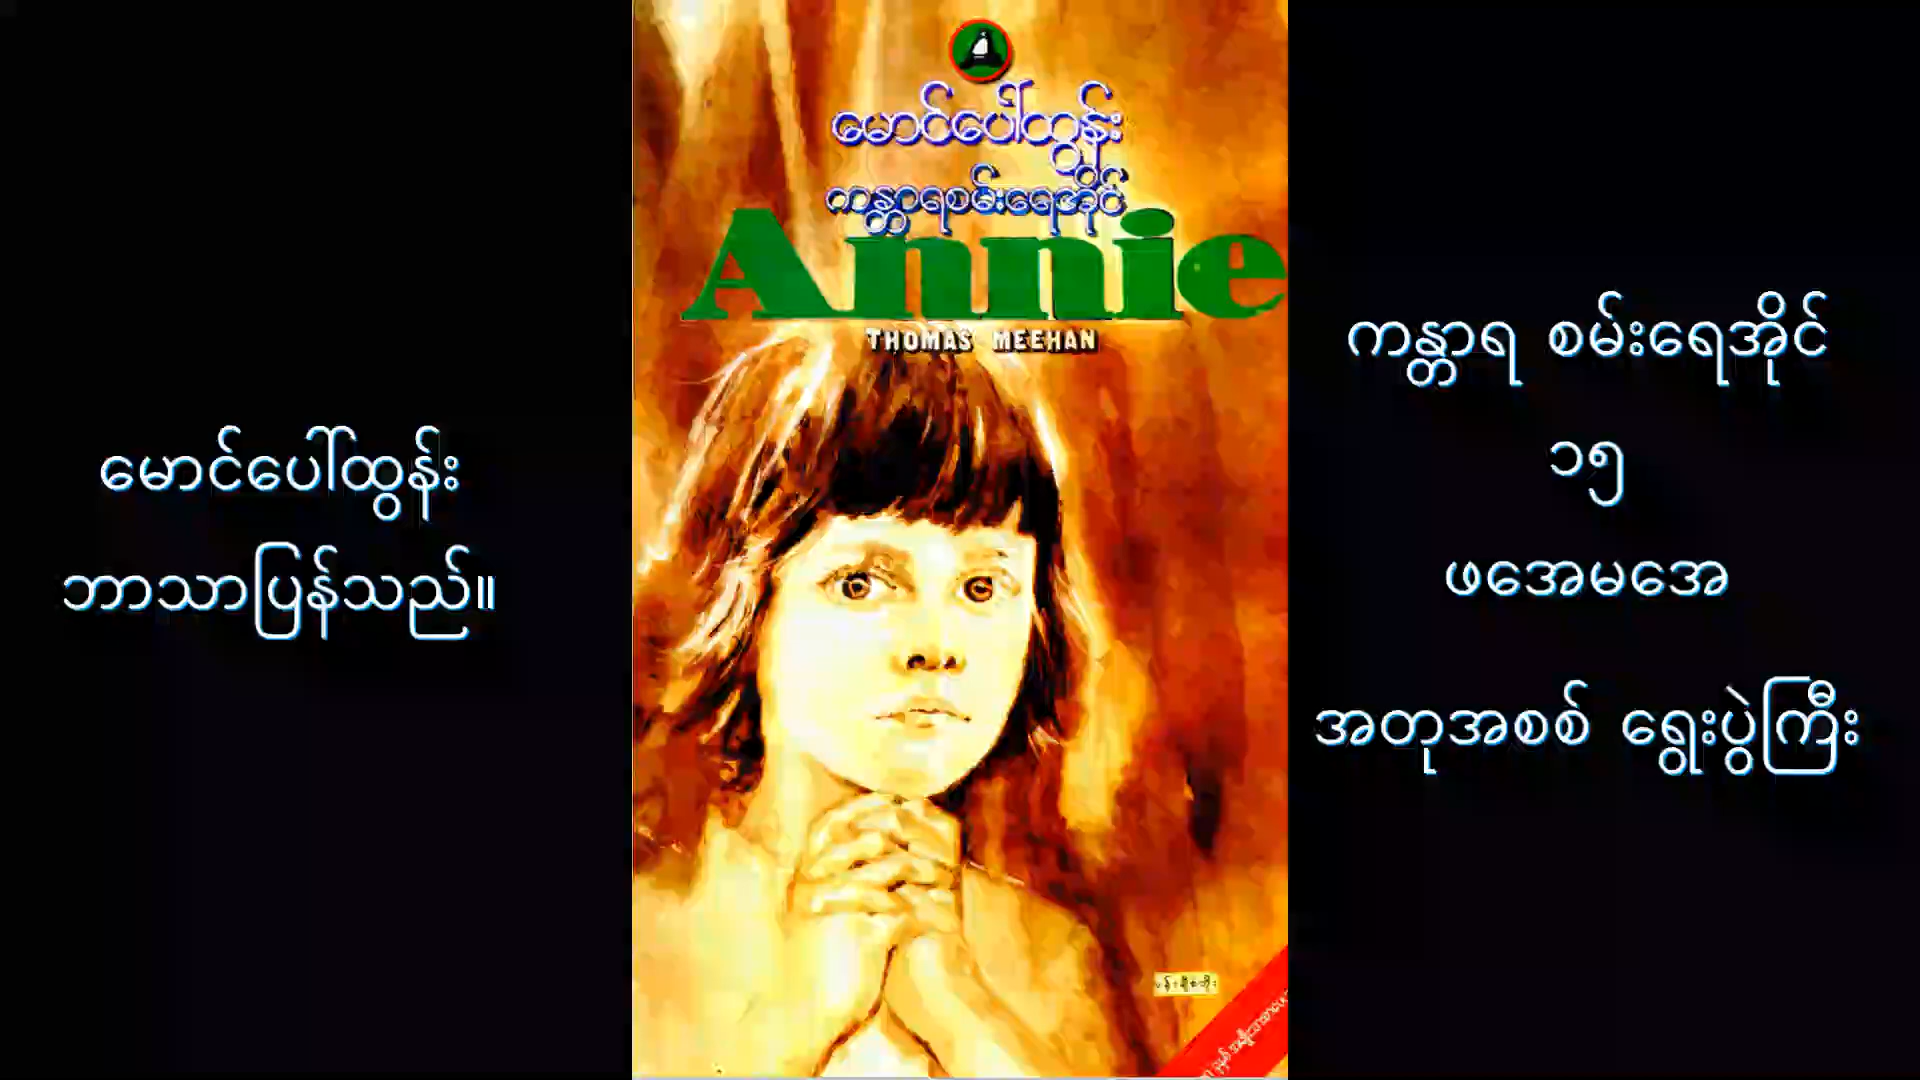 မောင်ပေါ်ထွန်း
ဘာသာပြန်သည်။
မောင်ပေါ်ထွန်း
ကန္တာရစမ်းရေအိုင်
Annie
THOMAS MEEHAN
ကန္တာရ စမ်းရေအိုင်
၁၅
ဖအေမအေ
အတုအစစ် ရွေးပွဲကြီး